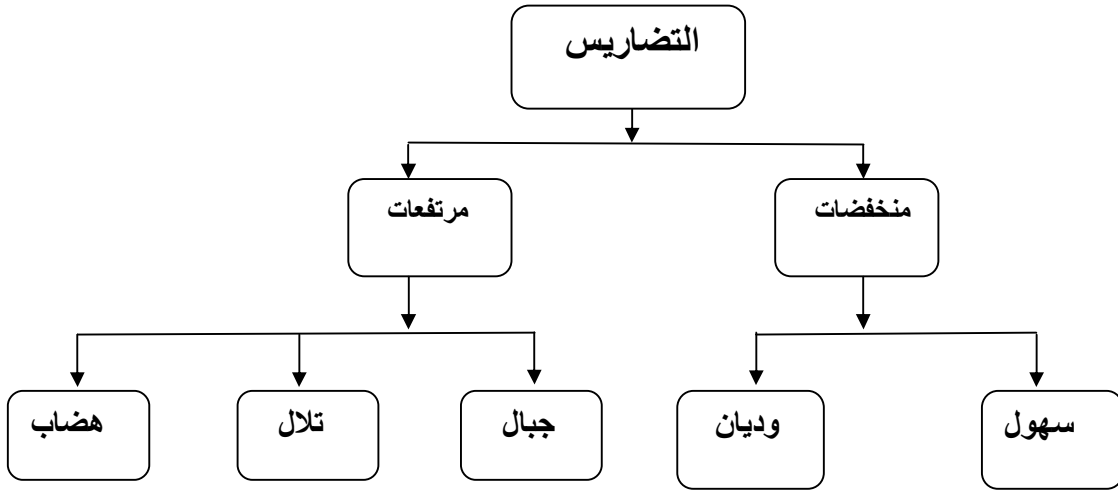 التضاريس
منخفضات
مرتفعات
سهول
وديان
جبال
تلال
هضاب